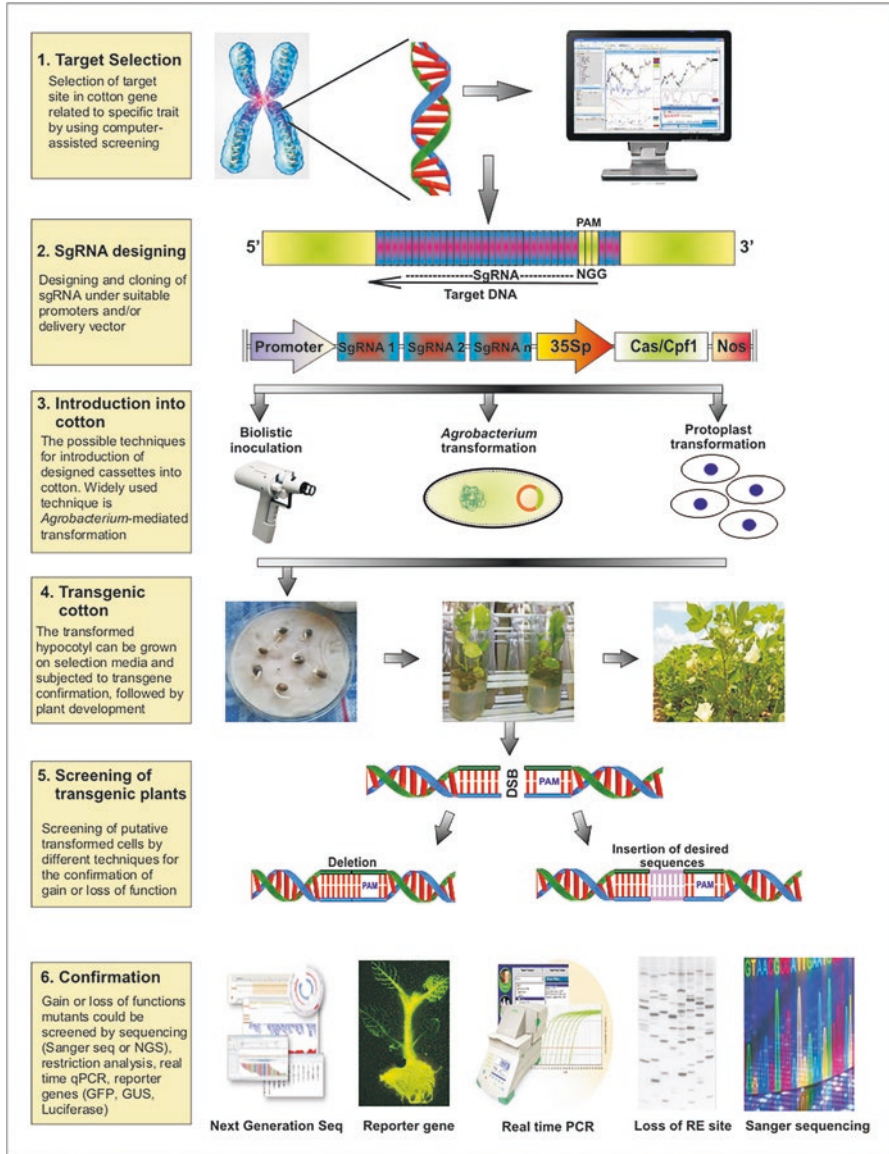 1. Target Selection
Selection of target
site in cotton gene
related to specific trait
by using computer-
assisted screening
2. SgRNA designing
Designing and cloning of
sgRNA under suitable
promoters and/or
delivery vector
5’
PAM
3’
SgRNA
NGG
Target DNA
Promoter
SgRNA 1
SgRNA 2
SgRNA n
35Sp
Cas/Cpf1
Nos
3. Introduction into
cotton
The possible techniques
for introduction of
designed cassettes into
cotton. Widely used
technique is
Agrobacterium-mediated
transformation
Biolistic
inoculation
Agrobacterium
transformation
Protoplast
transformation
4. Transgenic
cotton
The transformed
hypocotyl can be grown
on selection media and
subjected to transgene
confirmation, followed by
plant development
5. Screening of
transgenic plants
Screening of putative
transformed cells by
different techniques for
the confirmation of
gain or loss of function
DSB
PAM
Deletion
PAM
Insertion of desired
sequences
PAM
6. Confirmation
Gain or loss of functions
mutants could be
screened by sequencing
(Sanger seq or NGS),
restriction analysis, real
time qPCR, reporter
genes (GFP, GUS,
Luciferase)
Next Generation Seq
Reporter gene
Real time PCR
Loss of RE site
Sanger sequencing